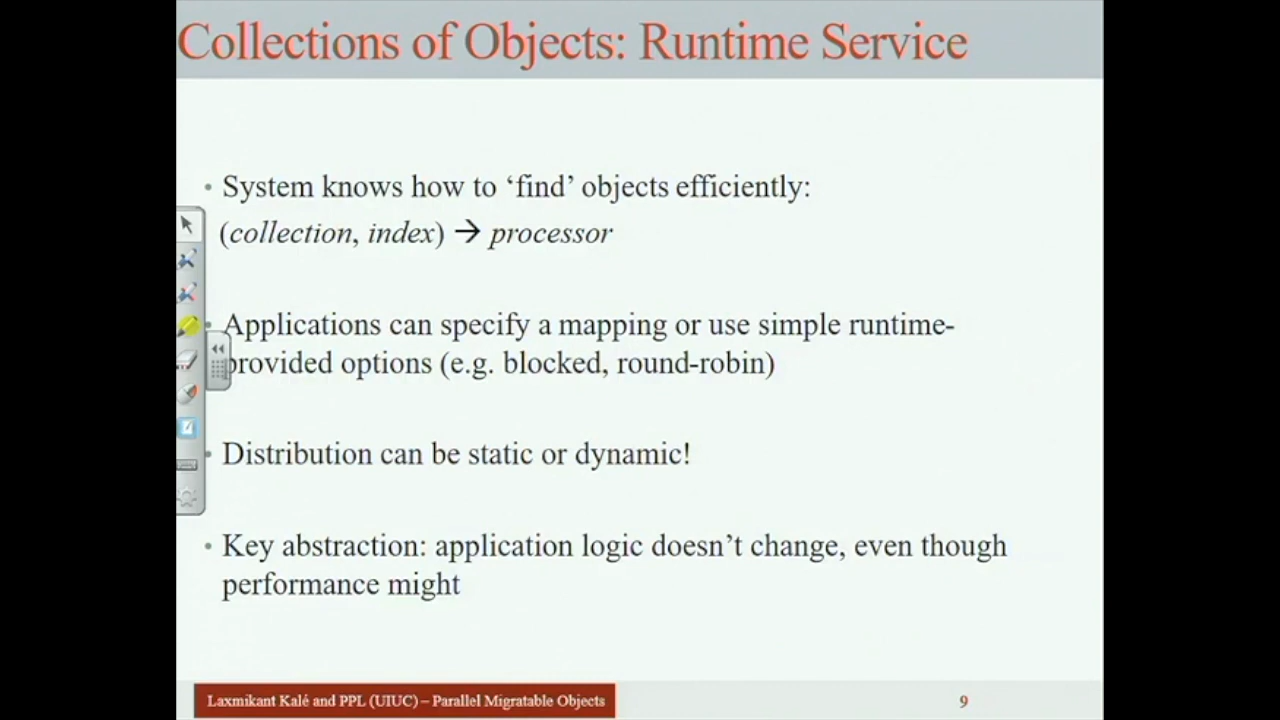 Collections of Objects: Runtime Service
• System knows how to ‘find’ objects efficiently:
(collection, index) → processor
• Applications can specify a mapping or use simple runtime-
provided options (e.g. blocked, round-robin)
• Distribution can be static or dynamic!
• Key abstraction: application logic doesn’t change, even though
performance might
Laxmikant Kalé and PPL (UIUC) – Parallel Migratable Objects
9